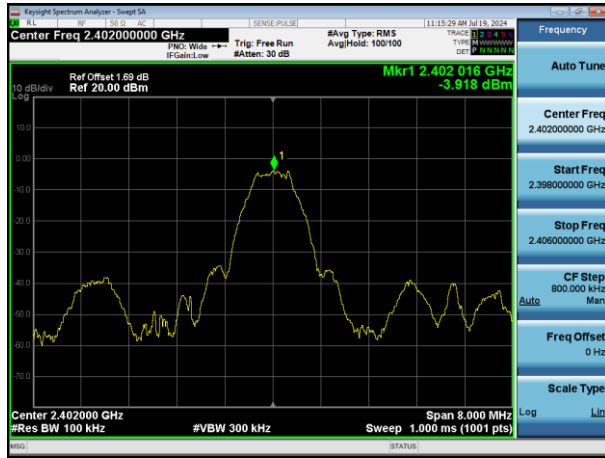 Keysight Spectrum Analyzer - Swept SA
RL RF 50 Ω AC SENSE:PULSE 11:15:29 AM Jul 19, 2024
Center Freq 2.402000000 GHz #Avg Type: RMS TRACE 1 2 3 4 5 6
PNO: Wide Trig: Free Run Avg|Hold: 100/100 TYPE M WWWWW
IFGain:Low #Atten: 30 dB DET P NNNNN
Mkr1 2.402 016 GHz
Ref Offset 1.69 dB
-3.918 dBm
10 dB/div Ref 20.00 dBm
Log
10.0
0.00
1
-10.0
-20.0
-30.0
-40.0
-50.0
-60.0
-70.0
Center 2.402000 GHz Span 8.000 MHz
#Res BW 100 kHz #VBW 300 kHz Sweep 1.000 ms (1001 pts)
MSG STATUS
Frequency
Auto Tune
Center Freq
2.402000000 GHz
Start Freq
2.398000000 GHz
Stop Freq
2.406000000 GHz
CF Step
800.000 kHz
Auto Man
Freq Offset
0 Hz
Scale Type
Log Lin